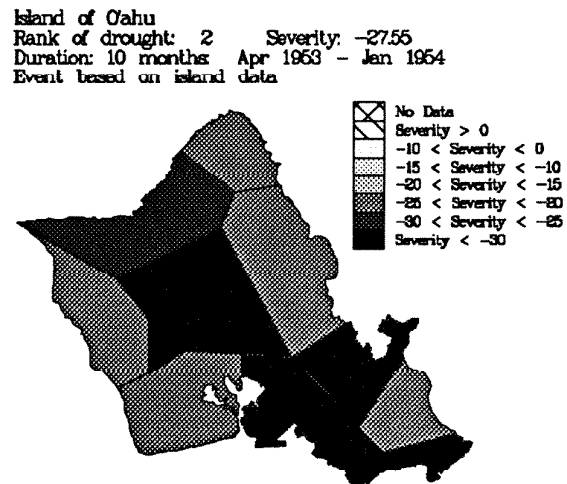 Island of O'ahu
Rank of drought: 2 Severity: -27.55
Duration: 10 months Apr 1953 - Jan 1954
Event based on island data
No Data
Severity > 0
-10 < Severity < 0
-15 < Severity < -10
-20 < Severity < -15
-25 < Severity < -20
-30 < Severity < -25
Severity < -30